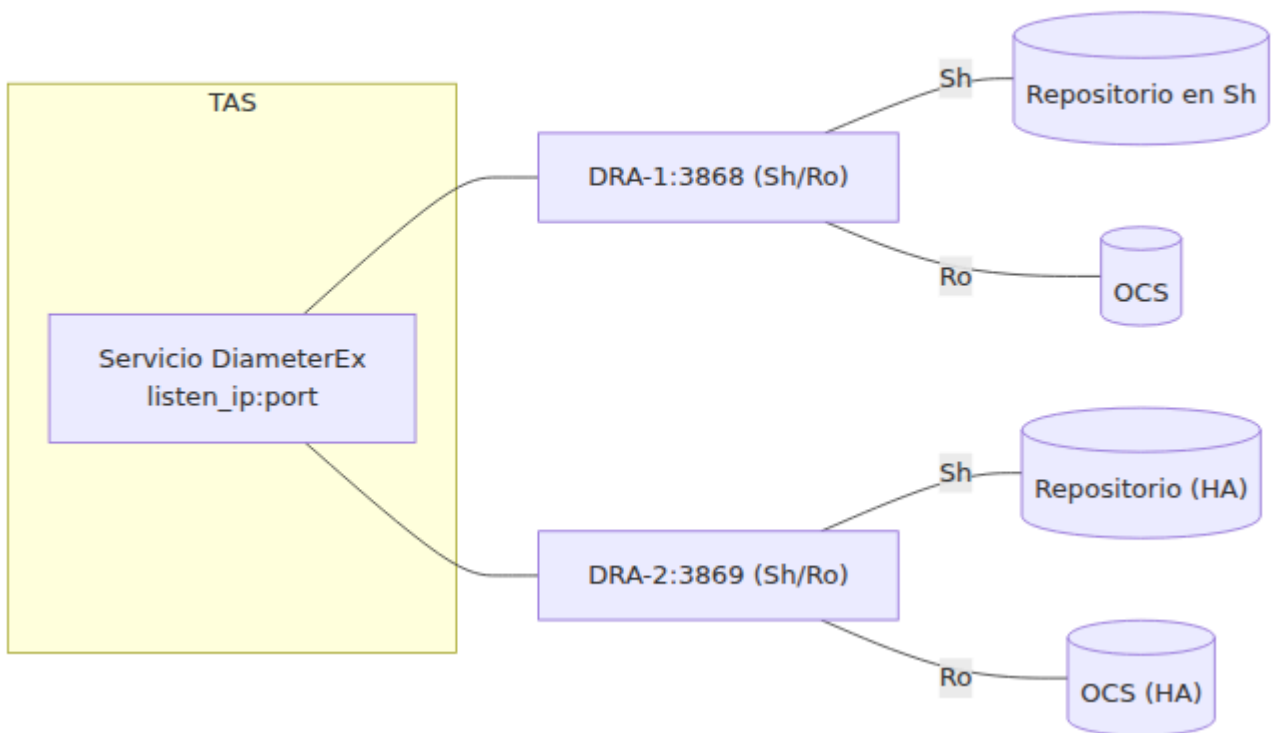 TAS
Servicio DiameterEx
listen_ip:port
DRA-1:3868 (Sh/Ro)
Sh
Repositorio en Sh
Ro
OCS
DRA-2:3869 (Sh/Ro)
Sh
Repositorio (HA)
Ro
OCS (HA)